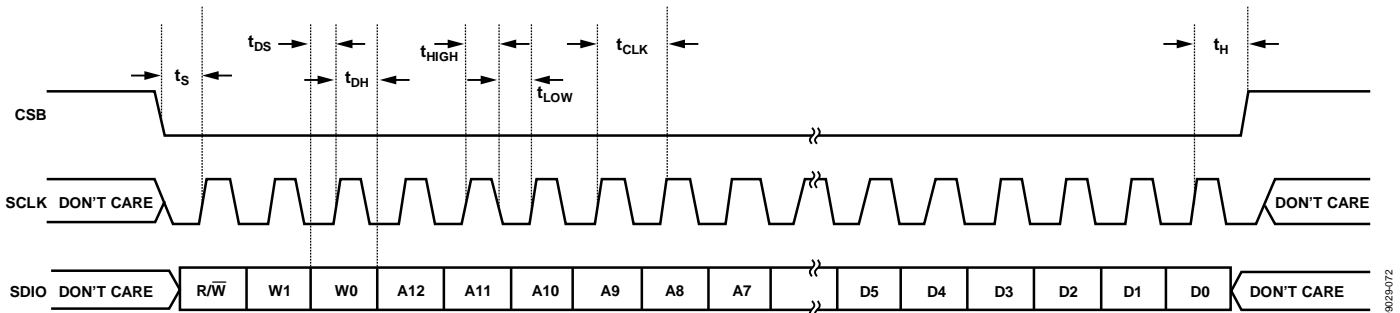 tDS
tHIGH
tCLK
tH
tS
tDH
tLOW
CSB
SCLK DON'T CARE DON'T CARE
SDIO DON'T CARE R/W̅ W1 W0 A12 A11 A10 A9 A8 A7 D5 D4 D3 D2 D1 D0 DON'T CARE
9029-072